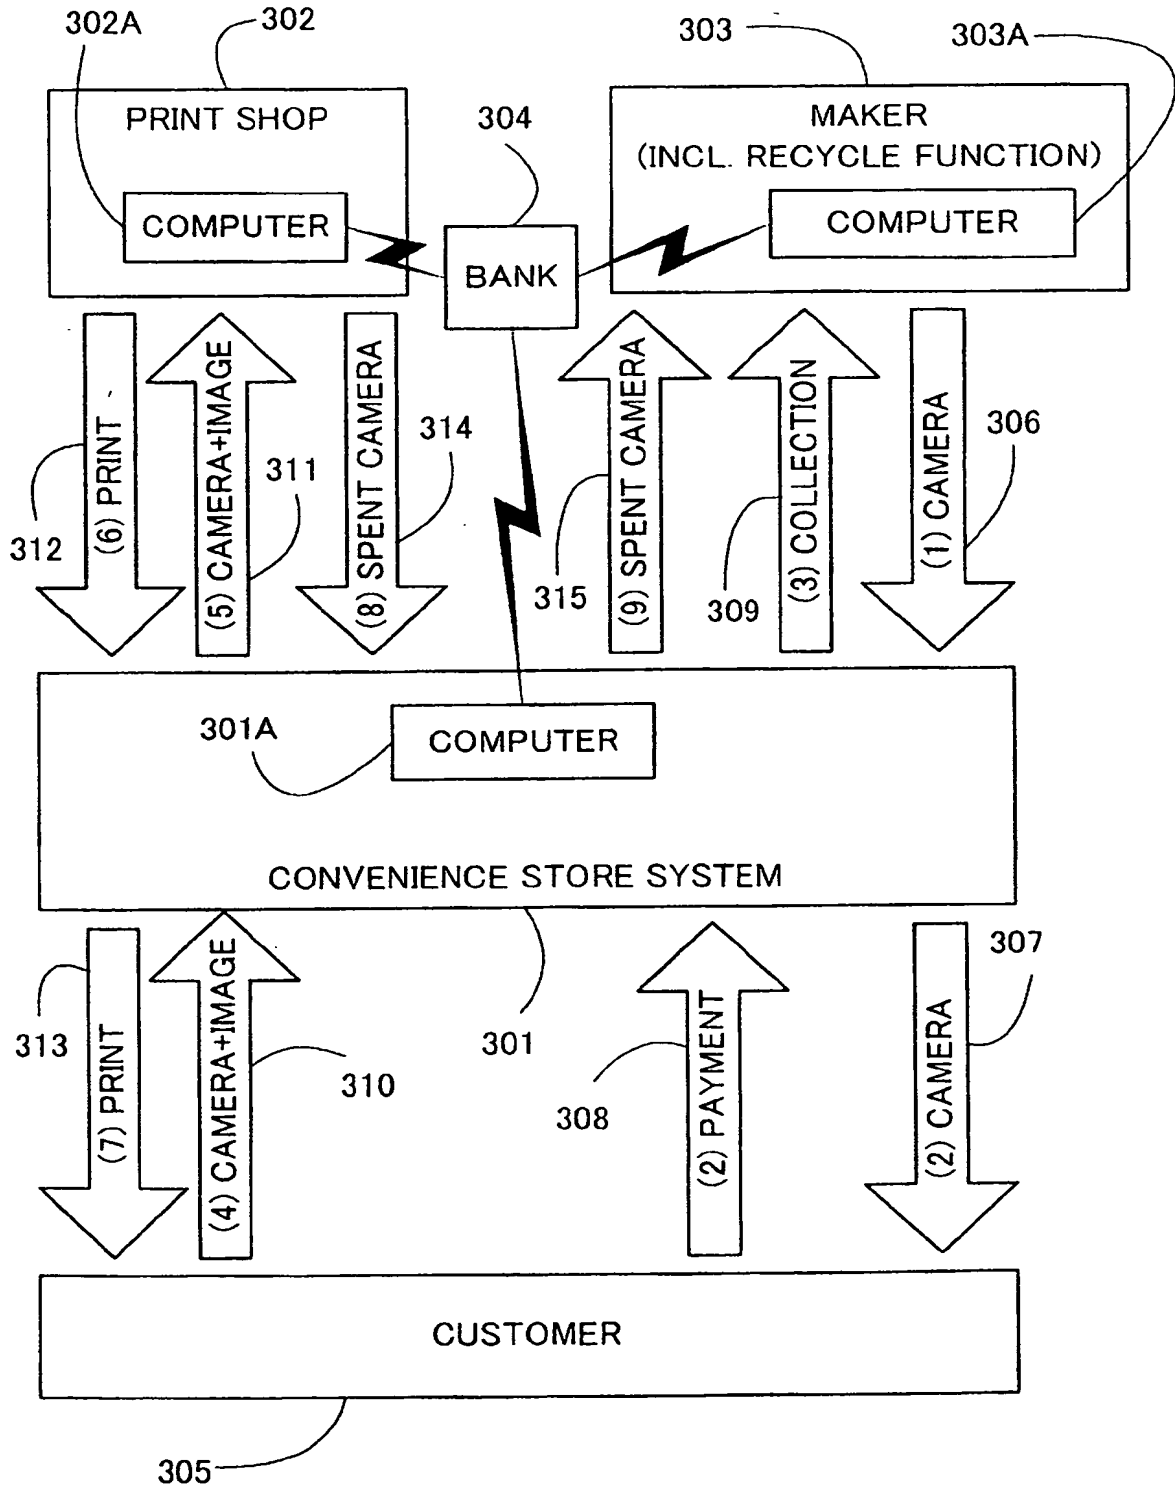 302A
302
303
303A
PRINT SHOP
304
MAKER
(INCL. RECYCLE FUNCTION)
COMPUTER
COMPUTER
BANK
(6) PRINT
(5) CAMERA+IMAGE
(8) SPENT CAMERA
(9) SPENT CAMERA
(3) COLLECTION
(1) CAMERA
312
311
314
315
309
306
301A
COMPUTER
CONVENIENCE STORE SYSTEM
313
(7) PRINT
(4) CAMERA+IMAGE
310
301
308
(2) PAYMENT
(2) CAMERA
307
CUSTOMER
305